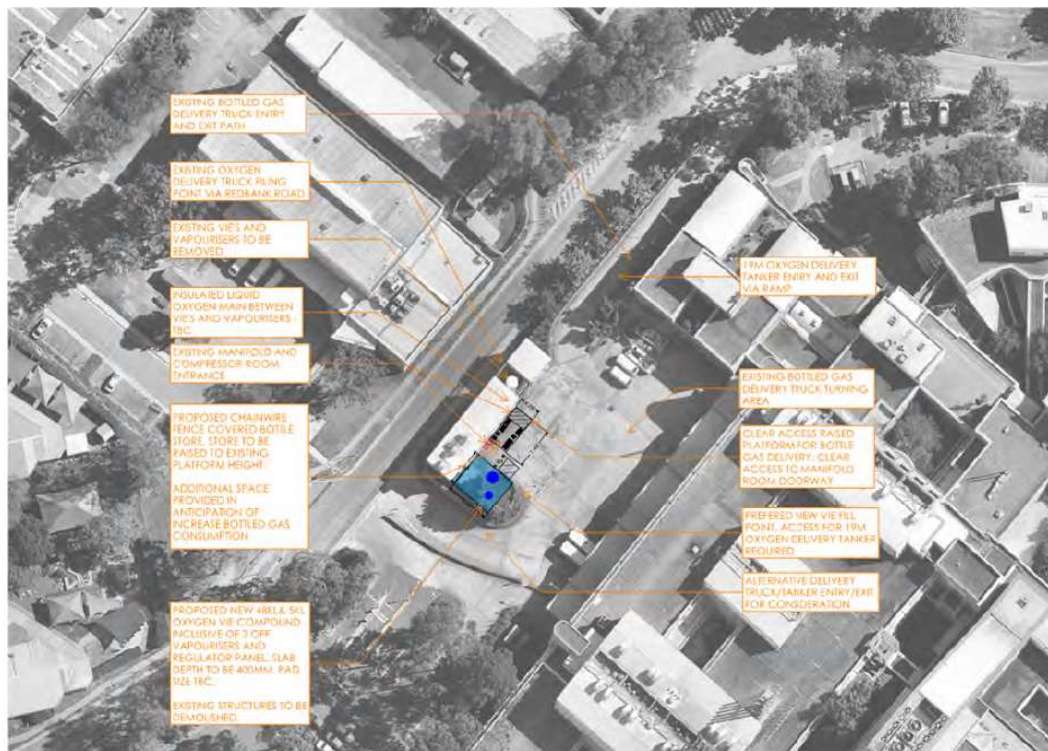 EXISTING BOTTLED GAS
DELIVERY TRUCK ENTRY
AND EXIT PATH
EXISTING OXYGEN
DELIVERY TRUCK FILLING
POINT VIA REDBANK ROAD
EXISTING VIE'S AND
VAPOURISERS TO BE
REMOVED
INSULATED LIQUID
OXYGEN MAIN BETWEEN
VIE'S AND VAPOURISERS
TBC
EXISTING MANIFOLD AND
COMPRESSOR ROOM
ENTRANCE
PROPOSED CHAINWIRE
FENCE COVERED BOTTLE
STORE. STORE TO BE
RAISED TO EXISTING
PLATFORM HEIGHT
ADDITIONAL SPACE
PROVIDED IN
ANTICIPATION OF
INCREASE BOTTLED GAS
CONSUMPTION
PROPOSED NEW 48KL & 5KL
OXYGEN VIE COMPOUND
INCLUSIVE OF 3 OFF
VAPOURISERS AND
REGULATOR PANEL. SLAB
DEPTH TO BE 400MM. PAD
SIZE TBC.
EXISTING STRUCTURES TO BE
DEMOLISHED
19M OXYGEN DELIVERY
TANKER ENTRY AND EXIT
VIA RAMP
EXISTING BOTTLED GAS
DELIVERY TRUCK TURNING
AREA
CLEAR ACCESS RAISED
PLATFORM FOR BOTTLE
GAS DELIVERY. CLEAR
ACCESS TO MANIFOLD
ROOM DOORWAY
PREFERED NEW VIE FILL
POINT. ACCESS FOR 19M
OXYGEN DELIVERY TANKER
REQUIRED
ALTERNATIVE DELIVERY
TRUCK/TANKER ENTRY/EXIT
FOR CONSIDERATION